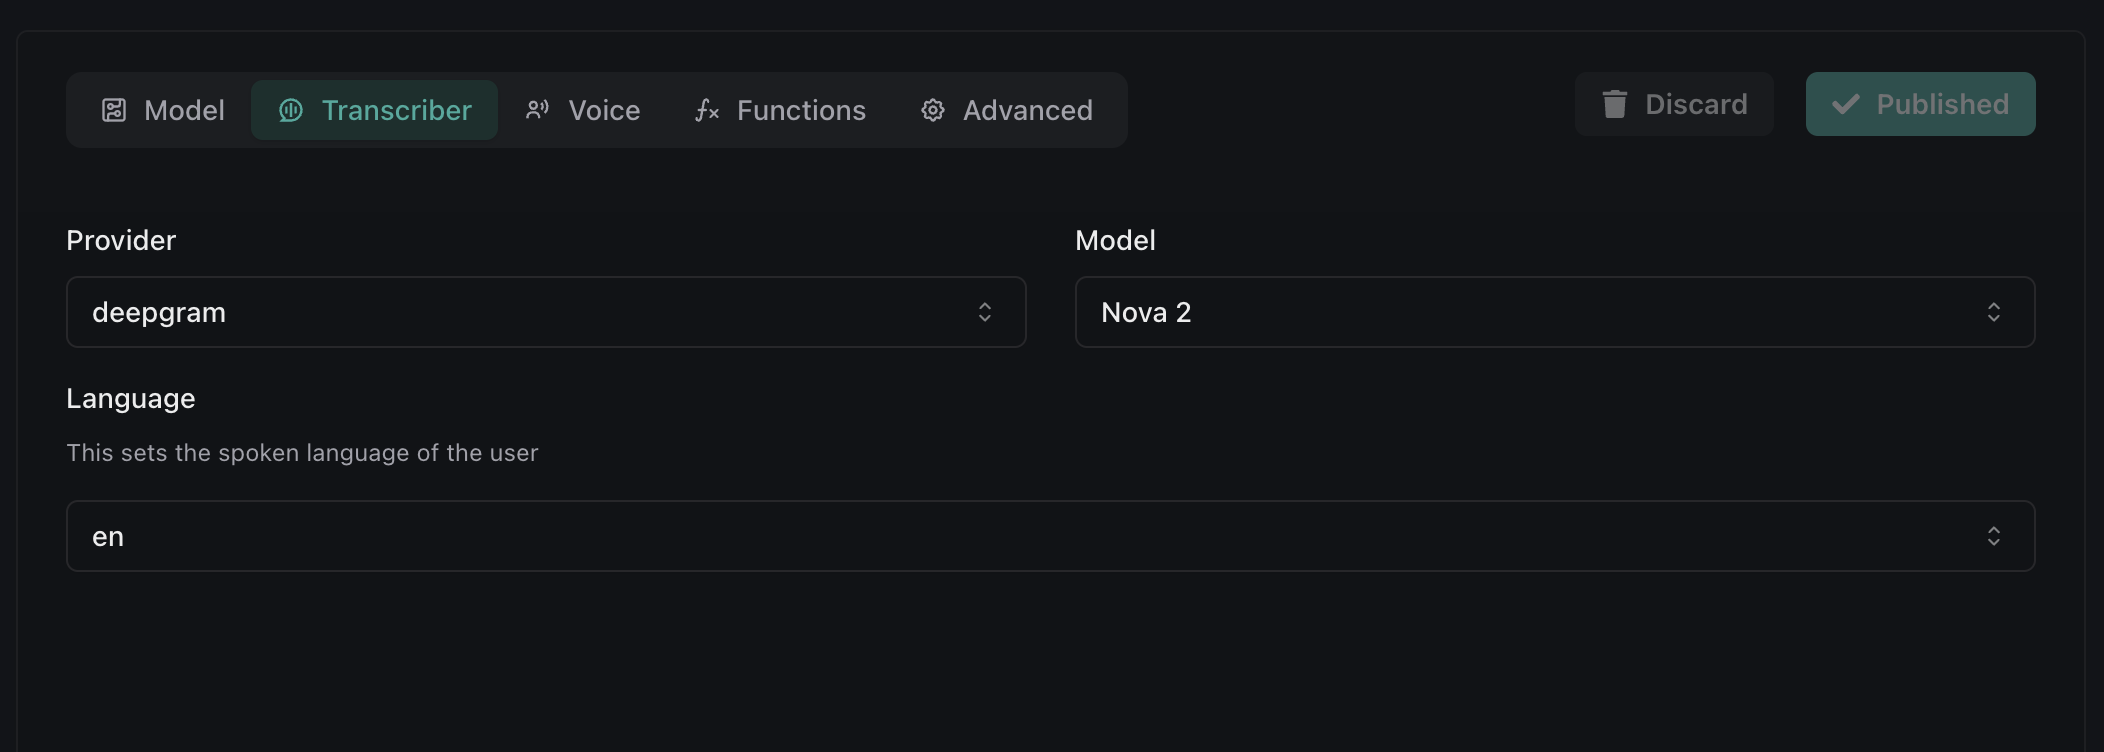 Model Transcriber Voice Functions Advanced Discard Published
Provider Model
deepgram Nova 2
Language
This sets the spoken language of the user
en